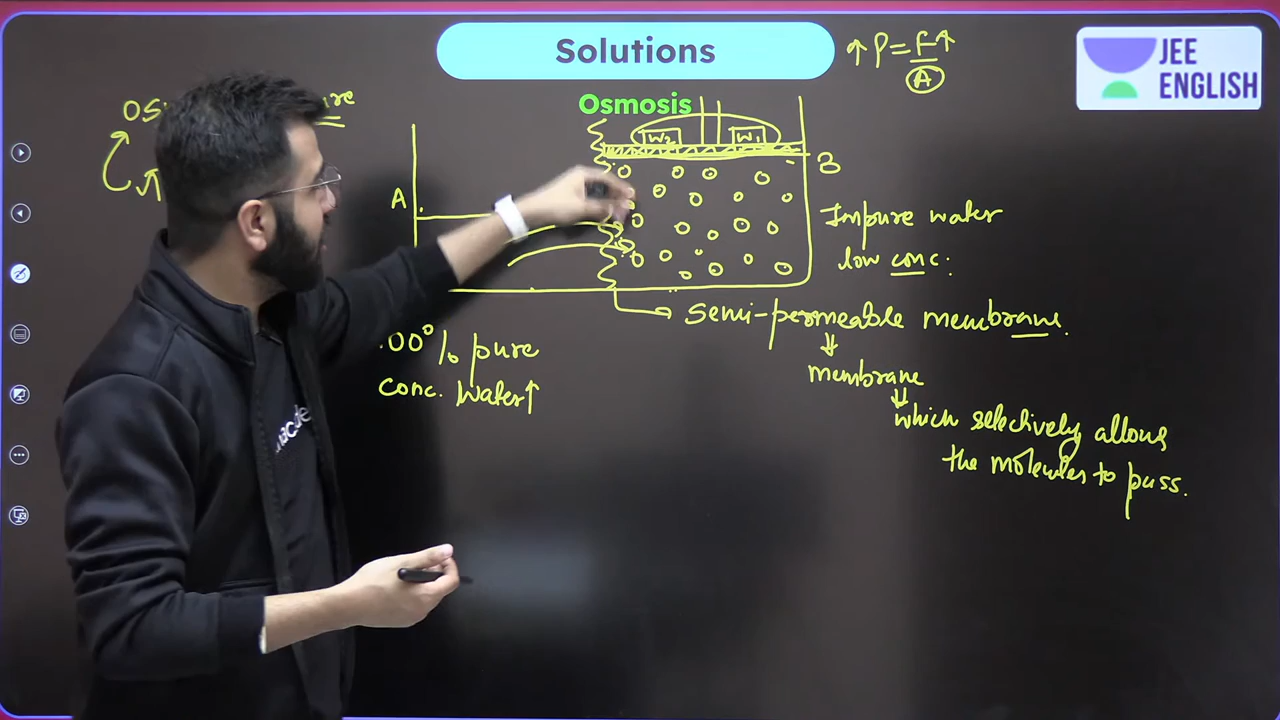 Solutions
↑ P = F↑
A
JEE
ENGLISH
Osmosis
W2
W1
A
B
Impure water
low conc:
Semi-permeable membrane.
⇓
membrane
⇓
which selectively allows
the molecules to pass.
.00% pure
conc. Water↑